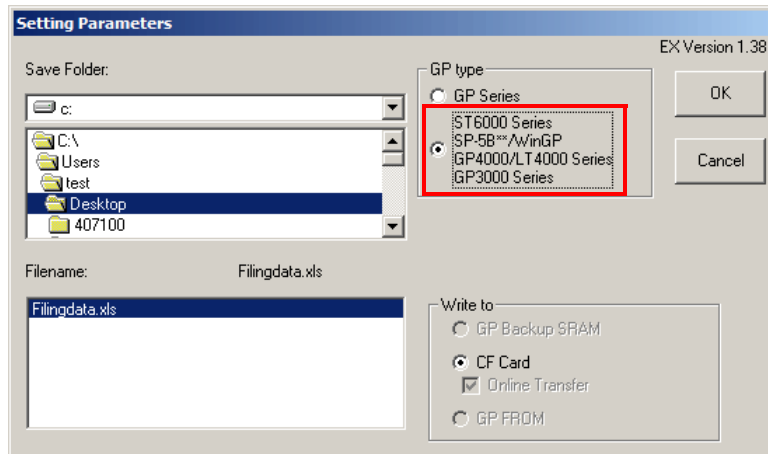 Setting Parameters
EX Version 1.38
Save Folder:
c:
C:\
Users
test
Desktop
407100
GP type
GP Series
ST6000 Series
SP-5B**/WinGP
GP4000/LT4000 Series
GP3000 Series
OK
Cancel
Filename: Filingdata.xls
Filingdata.xls
Write to
GP Backup SRAM
CF Card
Online Transfer
GP FROM